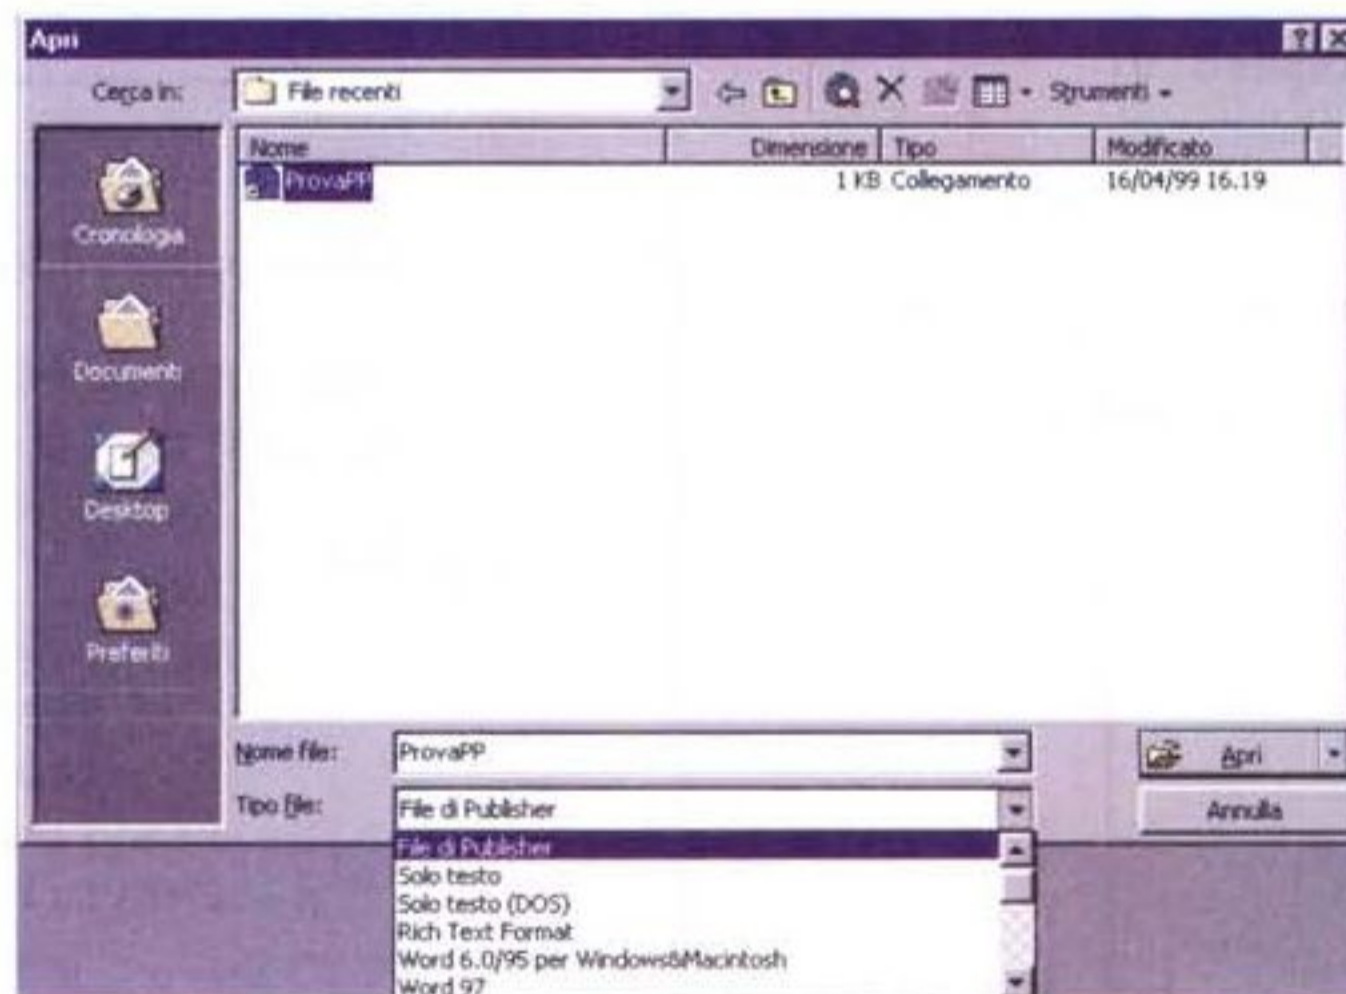 Apri
Cerca in: File recenti Strumenti
Nome Dimensione Tipo Modificato
ProvaPP 1 KB Collegamento 16/04/99 16.19
Cronologia
Documenti
Desktop
Preferiti
Nome file: ProvaPP Apri
Tipo file: File di Publisher Annulla
File di Publisher
Solo testo
Solo testo (DOS)
Rich Text Format
Word 6.0/95 per Windows&Macintosh
Word 97